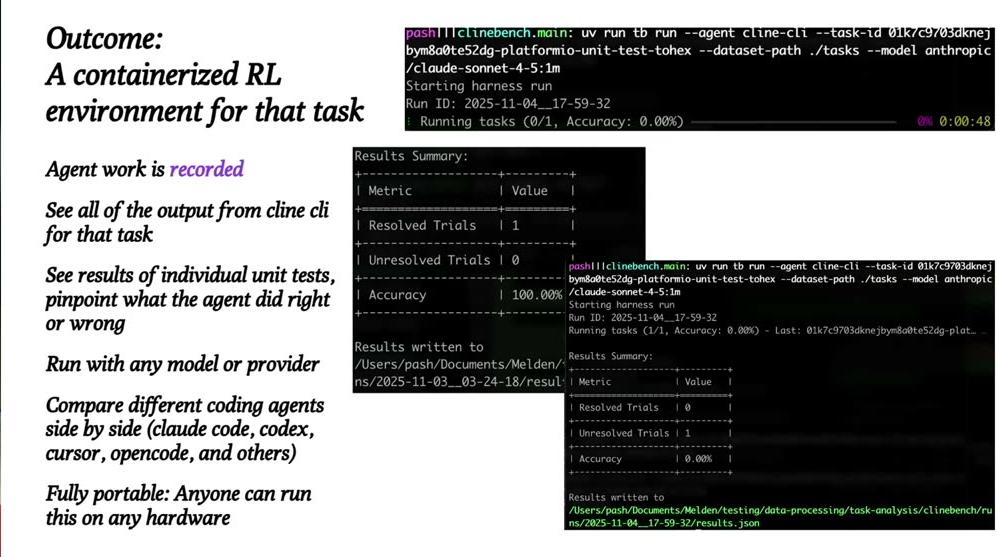 Outcome:
A containerized RL
environment for that task
Agent work is recorded
See all of the output from cline cli
for that task
See results of individual unit tests,
pinpoint what the agent did right
or wrong
Run with any model or provider
Compare different coding agents
side by side (claude code, codex,
cursor, opencode, and others)
Fully portable: Anyone can run
this on any hardware
pash|||clinebench.main: uv run tb run --agent cline-cli --task-id 01k7c9703dknej
bym8a0te52dg-platformio-unit-test-tohex --dataset-path ./tasks --model anthropic
/claude-sonnet-4-5:1m
Starting harness run
Run ID: 2025-11-04__17-59-32
Running tasks (0/1, Accuracy: 0.00%) 0% 0:00:48
Results Summary:
+--------------------+---------+
| Metric | Value |
+====================+=========+
| Resolved Trials | 1 |
+--------------------+---------+
| Unresolved Trials | 0
+--------------------+---------
| Accuracy | 100.00%
+--------------------+---------
Results written to
/Users/pash/Documents/Melden/
ns/2025-11-03__03-24-18/resul
pash|||clinebench.main: uv run tb run --agent cline-cli --task-id 01k7c9703dknej
bym8a0te52dg-platformio-unit-test-tohex --dataset-path ./tasks --model anthropic
/claude-sonnet-4-5:1m
Starting harness run
Run ID: 2025-11-04__17-59-32
Running tasks (1/1, Accuracy: 0.00%) - Last: 01k7c9703dknejbym8a0te52dg-plat…
Results Summary:
+-------------------+---------+
| Metric | Value |
+===================+=========+
| Resolved Trials | 0 |
+-------------------+---------+
| Unresolved Trials | 1 |
+-------------------+---------+
| Accuracy | 0.00% |
+-------------------+---------+
Results written to
/Users/pash/Documents/Melden/testing/data-processing/task-analysis/clinebench/ru
ns/2025-11-04__17-59-32/results.json